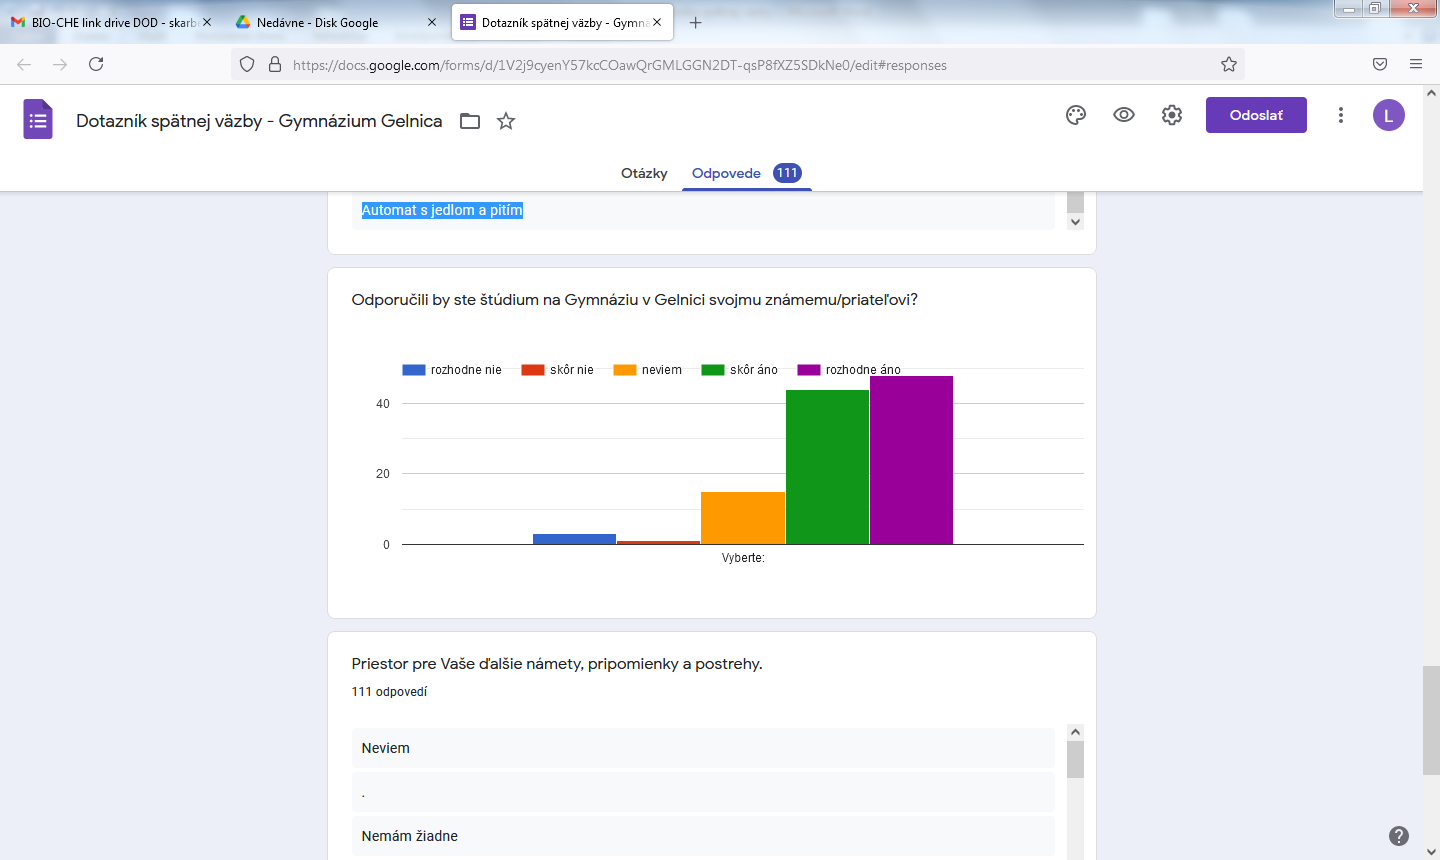 BIO-CHE link drive DOD - skarb
Nedávne - Disk Google
Dotazník spätnej väzby - Gymna
https://docs.google.com/forms/d/1V2j9cyenY57kcCOawQrGMLGGN2DT-qsP8fXZ5SDkNe0/edit#responses
Dotazník spätnej väzby - Gymnázium Gelnica
Odoslať
L
Otázky
Odpovede 111
Automat s jedlom a pitím
Odporučili by ste štúdium na Gymnáziu v Gelnici svojmu známemu/priateľovi?
rozhodne nie skôr nie neviem skôr áno rozhodne áno
40
20
0
Vyberte:
Priestor pre Vaše ďalšie námety, pripomienky a postrehy.
111 odpovedí
Neviem
.
Nemám žiadne